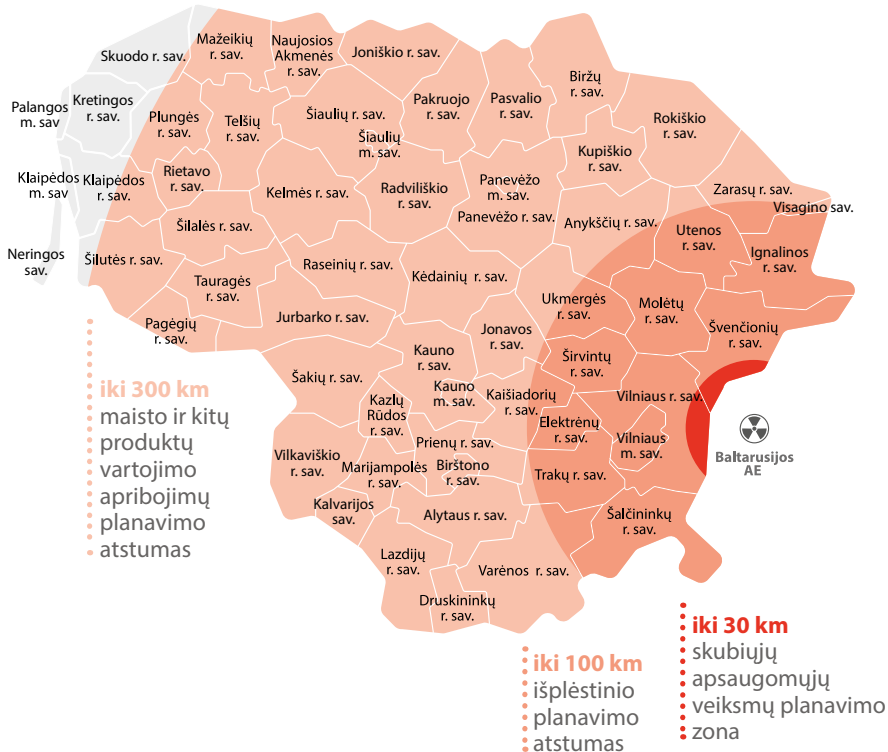 Skuodo r. sav.
Mažeikių
r. sav.
Naujosios
Akmenės
r. sav.
Joniškio r. sav.
Palangos
m. sav
Kretingos
r. sav.
Plungės
r. sav.
Telšių
r. sav.
Šiaulių r. sav.
Šiaulių
m. sav.
Pakruojo
r. sav.
Pasvalio
r. sav.
Biržų
r. sav.
Rokiškio
r. sav.
Klaipėdos
m. sav
Klaipėdos
r. sav.
Rietavo
r. sav.
Kelmės r. sav.
Radviliškio
r. sav.
Panevėžo
m. sav.
Panevėžo r. sav.
Kupiškio
r. sav.
Anykščių r. sav.
Zarasų r. sav.
Visagino sav.
Neringos
sav.
Šilutės r. sav.
Šilalės r. sav.
Tauragės
r. sav.
Raseinių r. sav.
Kėdainių r. sav.
Ukmergės
r. sav.
Utenos
r. sav.
Molėtų
r. sav.
Ignalinos
r. sav.
Švenčionių
r. sav.
Pagėgių
r. sav.
Jurbarko r. sav.
Jonavos
r. sav.
Širvintų
r. sav.
Šakių r. sav.
Kauno
r. sav.
Kauno
m. sav.
Kaišiadorių
r. sav.
Vilniaus r. sav.
Kazlų
Rūdos
r. sav.
Prienų r. sav.
Elektrėnų
r. sav.
Vilniaus
m. sav.
Vilkaviškio
r. sav.
Marijampolės
r. sav.
Birštono
r. sav.
Trakų r. sav.
Kalvarijos
sav.
Alytaus r. sav.
Šalčininkų
r. sav.
Lazdijų
r. sav.
Varėnos r. sav.
Druskininkų
r. sav.
Baltarusijos
AE
iki 300 km
maisto ir kitų
produktų
vartojimo
apribojimų
planavimo
atstumas
iki 100 km
išplėstinio
planavimo
atstumas
iki 30 km
skubiųjų
apsaugomųjų
veiksmų planavimo
zona